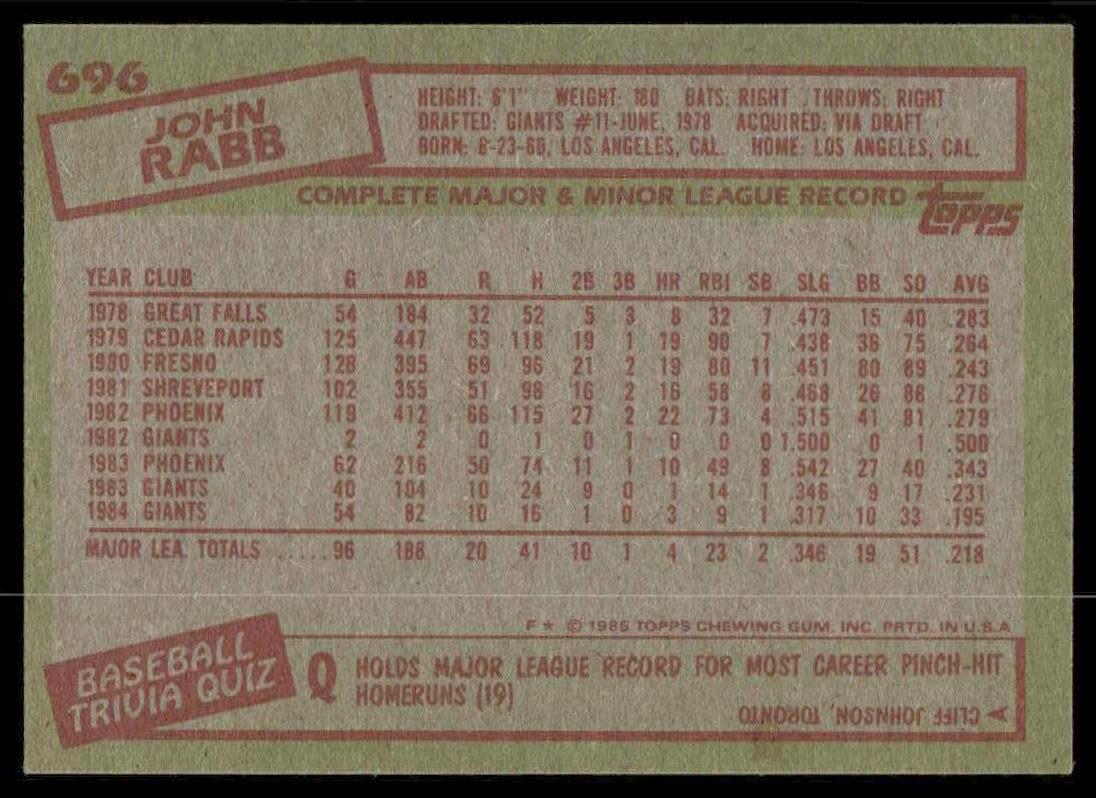 696
JOHN
RABB
HEIGHT: 6'1" WEIGHT: 180 BATS: RIGHT THROWS: RIGHT
DRAFTED: GIANTS #11-JUNE, 1978 ACQUIRED: VIA DRAFT
BORN: 8-23-60, LOS ANGELES, CAL. HOME: LOS ANGELES, CAL.
COMPLETE MAJOR & MINOR LEAGUE RECORD
topps
YEAR CLUB G AB R H 2B 3B HR RBI SB SLG BB SO AVG
1978 GREAT FALLS 54 184 32 52 5 3 8 32 7 .473 15 40 .283
1979 CEDAR RAPIDS 125 447 63 118 19 1 19 90 7 .438 36 75 .264
1980 FRESNO 128 395 69 96 21 2 19 80 11 .451 80 89 .243
1981 SHREVEPORT 102 355 51 98 16 2 16 58 8 .468 26 88 .276
1982 PHOENIX 119 412 66 115 27 2 22 73 4 .515 41 81 .279
1982 GIANTS 2 2 0 1 0 1 0 0 0 1.500 0 1 .500
1983 PHOENIX 62 216 50 74 11 1 10 49 8 .542 27 40 .343
1983 GIANTS 40 104 10 24 9 0 1 14 1 .346 9 17 .231
1984 GIANTS 54 82 10 16 1 0 3 9 1 .317 10 33 .195
MAJOR LEA. TOTALS ......96 188 20 41 10 1 4 23 2 .346 19 51 .218
F★ © 1985 TOPPS CHEWING GUM, INC. PRTD. IN U.S.A
BASEBALL
TRIVIA QUIZ
Q HOLDS MAJOR LEAGUE RECORD FOR MOST CAREER PINCH-HIT
HOMERUNS (19)
A CLIFF JOHNSON, TORONTO